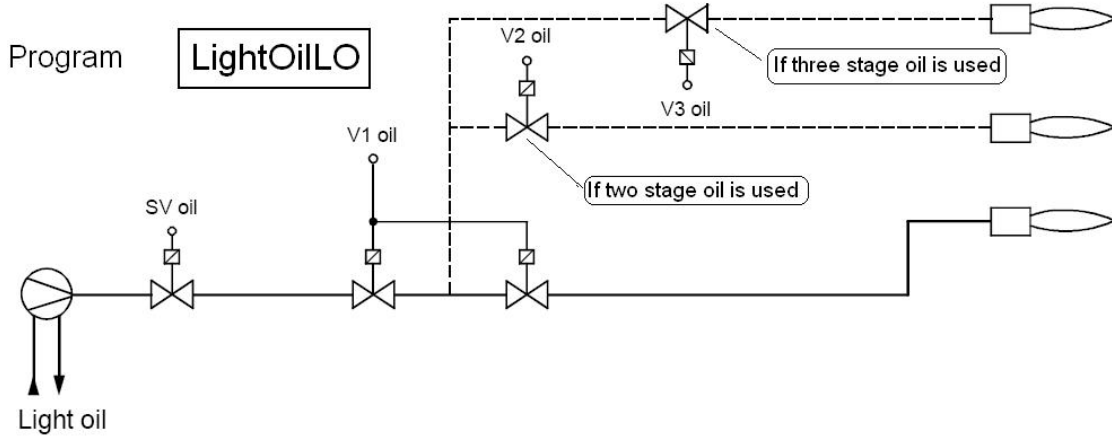 Program
LightOilLO
V2 oil
If three stage oil is used
V3 oil
V1 oil
If two stage oil is used
SV oil
Light oil